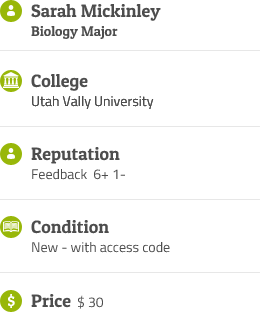 Sarah Mickinley
Biology Major
College
Utah Vally University
Reputation
Feedback 6+ 1-
Condition
New - with access code
Price $ 30